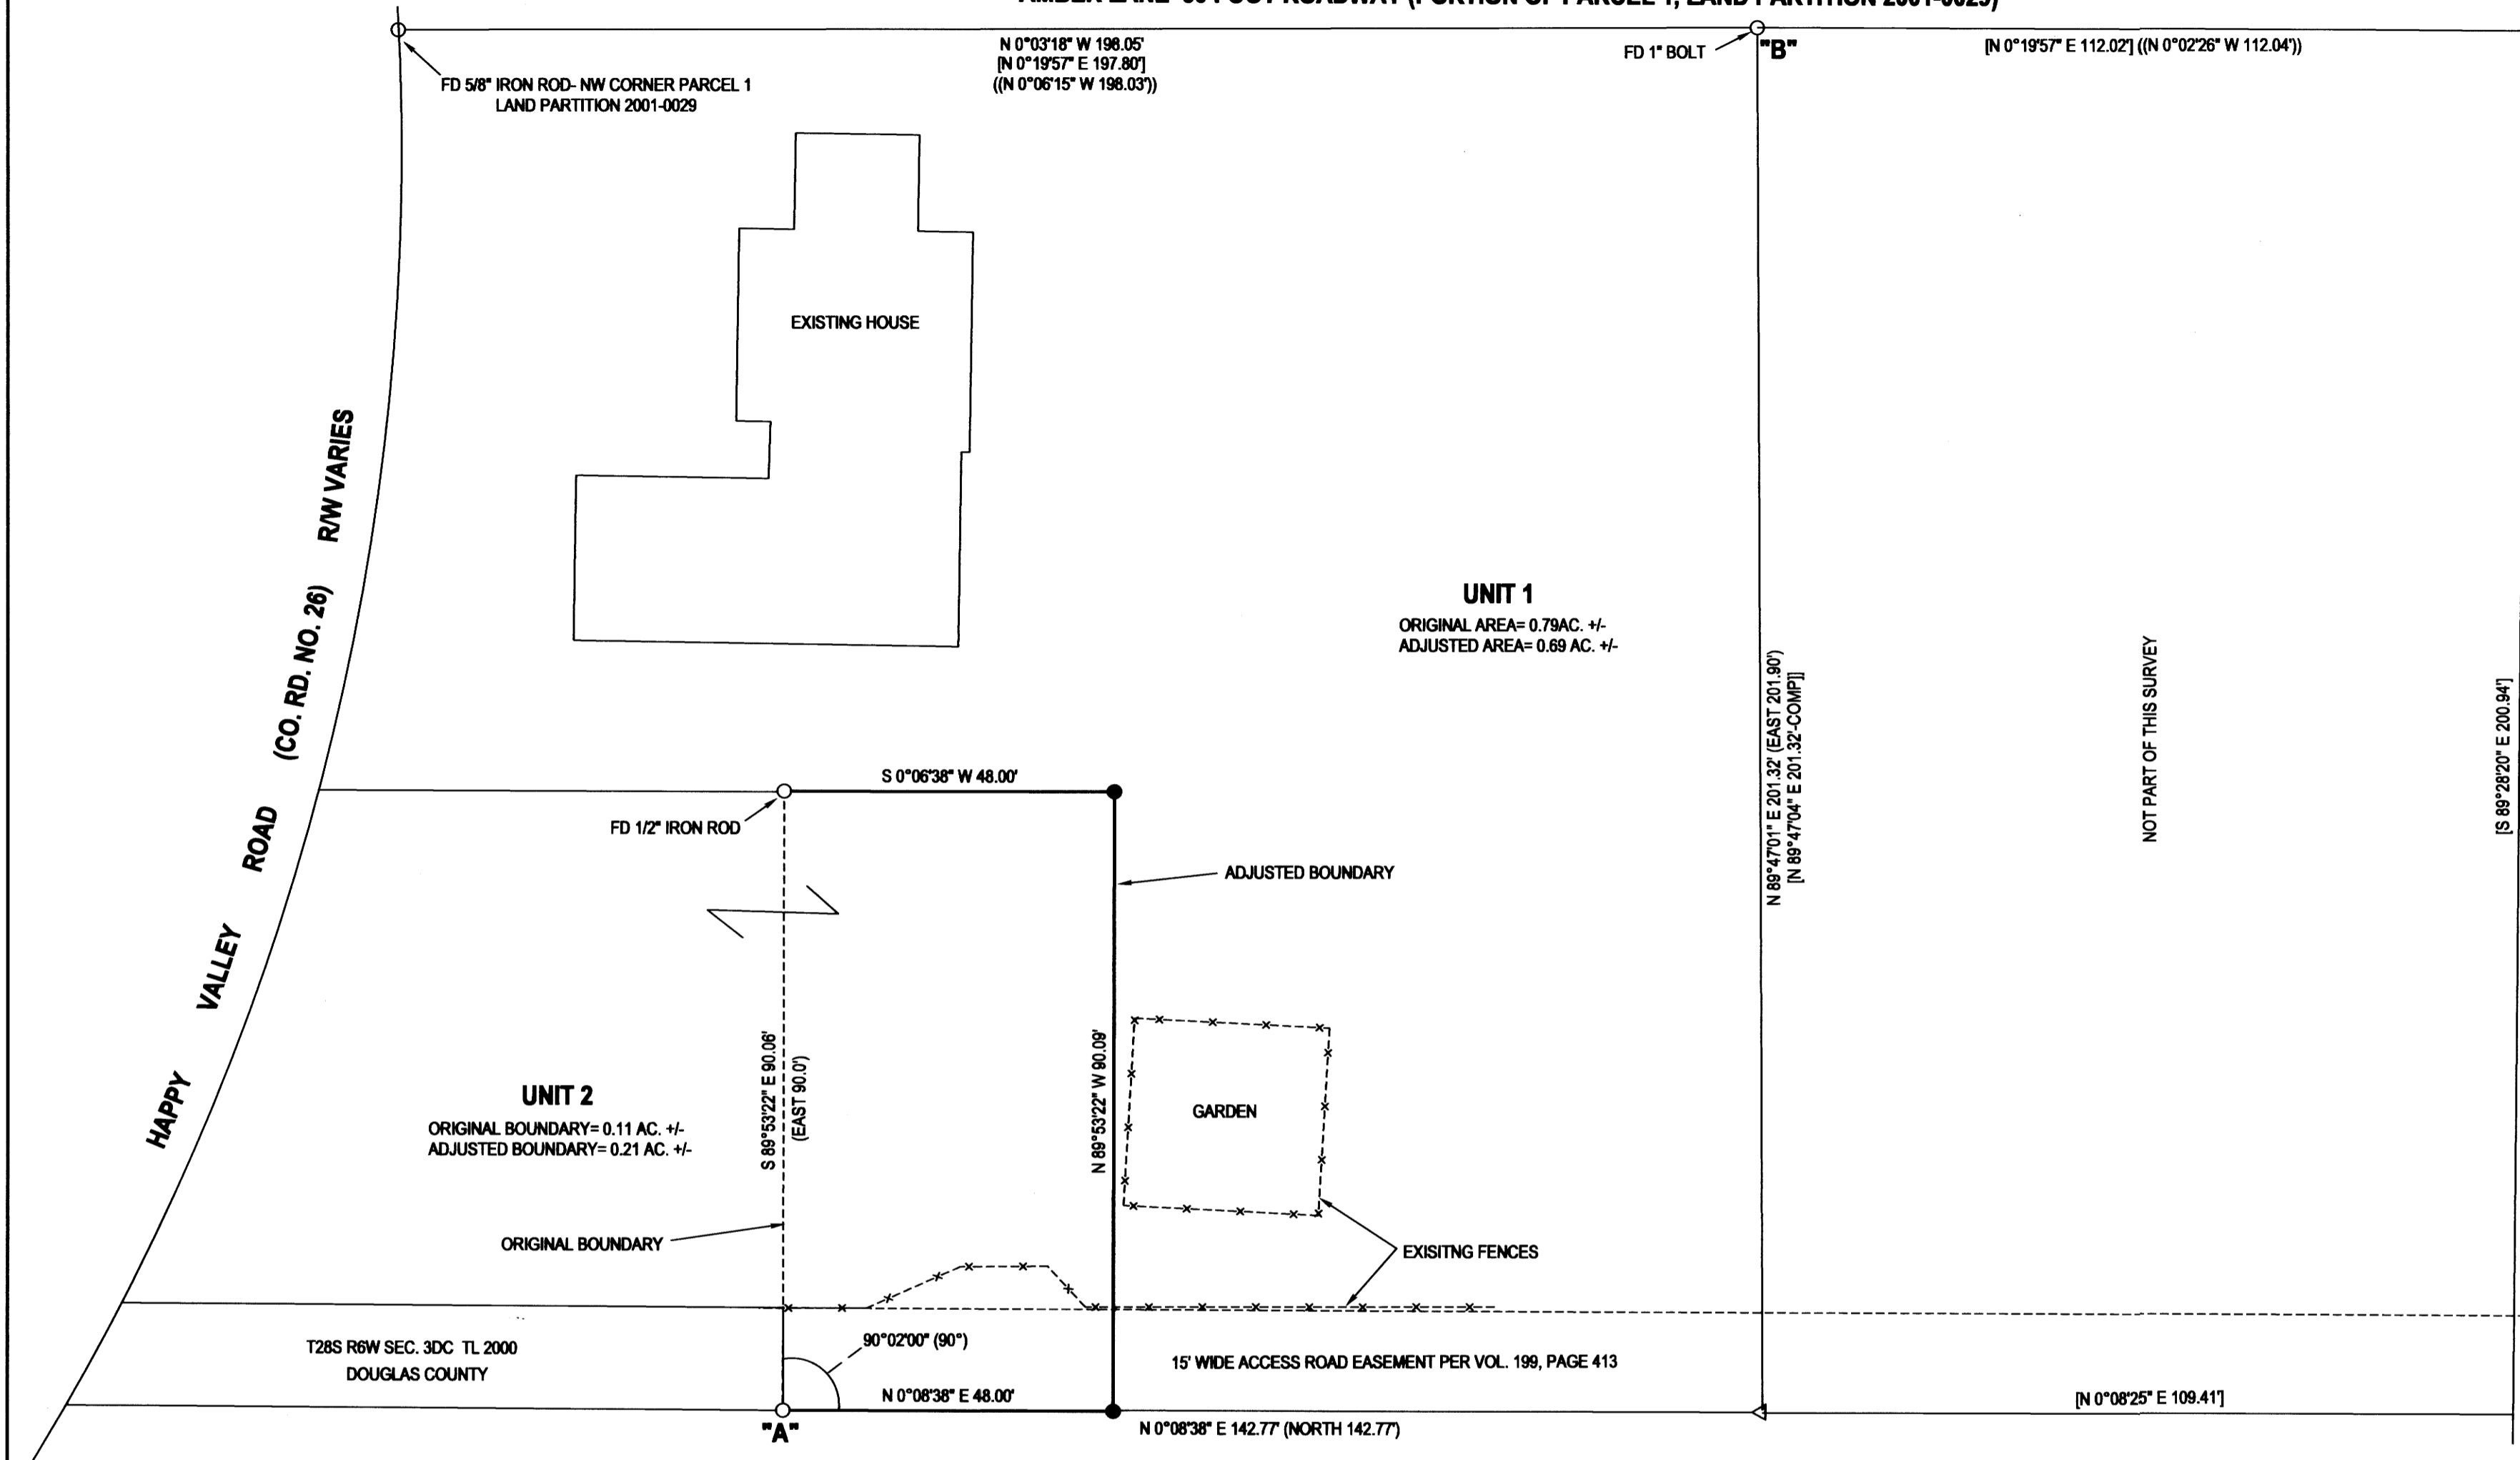 N 0°03'18" W 198.05'
[N 0°19'57" E 197.80']
((N 0°06'15" W 198.03'))
FD 1" BOLT
"B"
[N 0°19'57" E 112.02'] ((N 0°02'26" W 112.04'))
FD 5/8" IRON ROD- NW CORNER PARCEL 1
LAND PARTITION 2001-0029
EXISTING HOUSE
HAPPY VALLEY ROAD (CO. RD. NO. 26) R/W VARIES
UNIT 1
ORIGINAL AREA= 0.79AC. +/-
ADJUSTED AREA= 0.69 AC. +/-
N 89°47'01" E 201.32' (EAST 201.90')
[N 89°47'04" E 201.32'-COMP]]
NOT PART OF THIS SURVEY
[S 89°28'20" E 200.94']
S 0°06'38" W 48.00'
FD 1/2" IRON ROD
ADJUSTED BOUNDARY
S 89°53'22" E 90.06'
(EAST 90.0')
N 89°53'22" W 90.09'
UNIT 2
ORIGINAL BOUNDARY= 0.11 AC. +/-
ADJUSTED BOUNDARY= 0.21 AC. +/-
GARDEN
ORIGINAL BOUNDARY
EXISITNG FENCES
T28S R6W SEC. 3DC TL 2000
DOUGLAS COUNTY
90°02'00" (90°)
15' WIDE ACCESS ROAD EASEMENT PER VOL. 199, PAGE 413
N 0°08'38" E 48.00'
[N 0°08'25" E 109.41']
"A"
N 0°08'38" E 142.77' (NORTH 142.77')